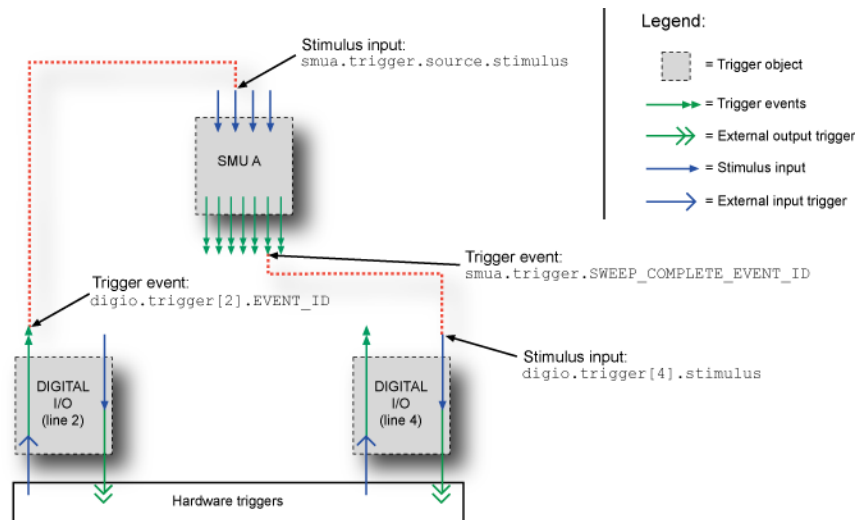 Stimulus input:
smua.trigger.source.stimulus
SMU A
Trigger event:
smua.trigger.SWEEP_COMPLETE_EVENT_ID
Trigger event:
digio.trigger[2].EVENT_ID
Stimulus input:
digio.trigger[4].stimulus
DIGITAL
I/O
(line 2)
DIGITAL
I/O
(line 4)
Hardware triggers
Legend:
= Trigger object
= Trigger events
= External output trigger
= Stimulus input
= External input trigger